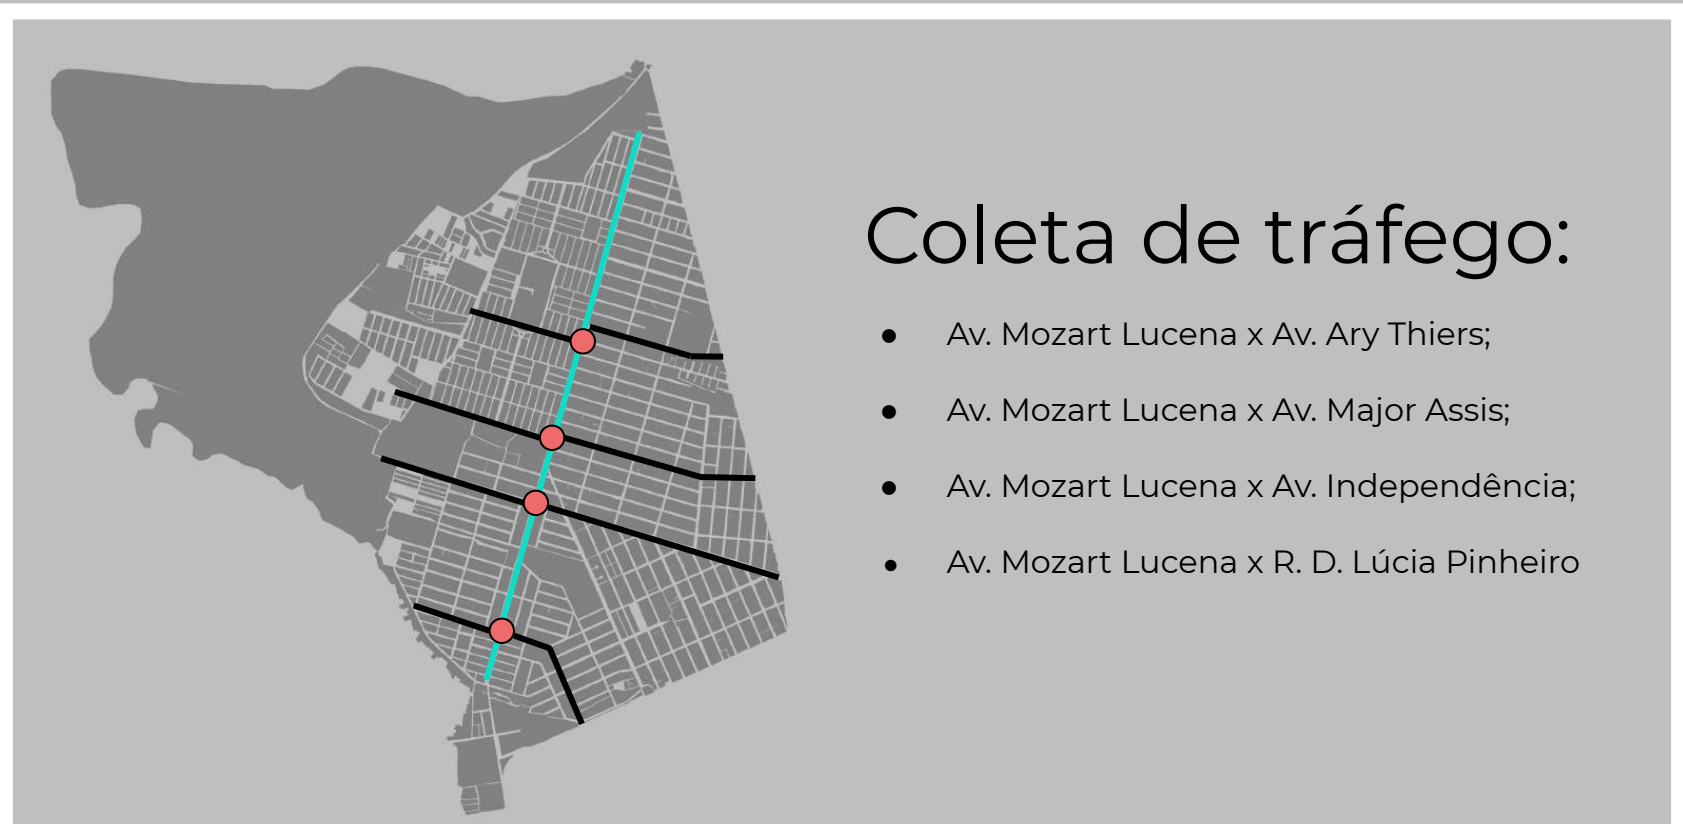 Coleta de tráfego:
● Av. Mozart Lucena x Av. Ary Thiers;
● Av. Mozart Lucena x Av. Major Assis;
● Av. Mozart Lucena x Av. Independência;
● Av. Mozart Lucena x R. D. Lúcia Pinheiro